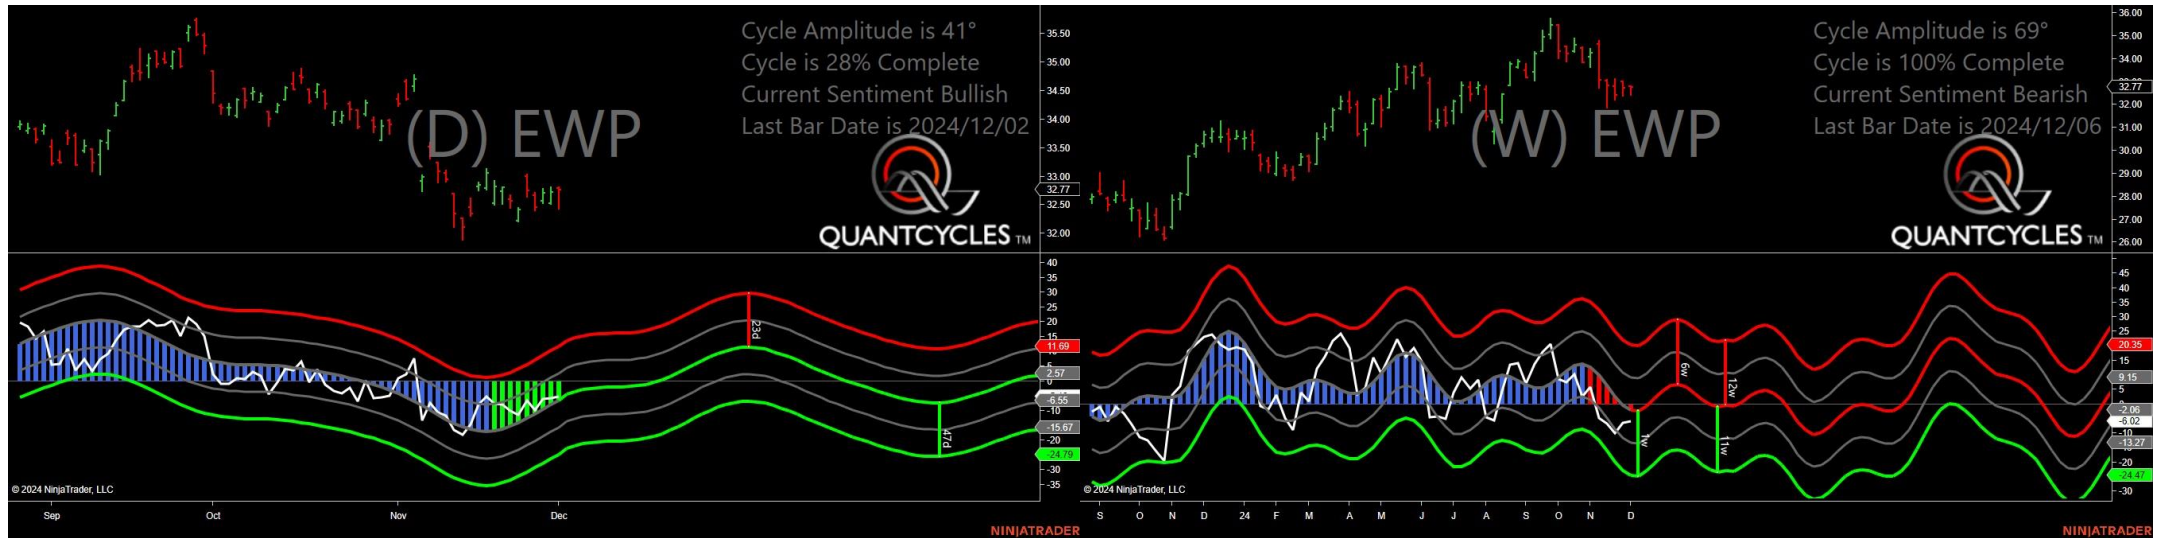 Cycle Amplitude is 41°
Cycle is 28% Complete
Current Sentiment Bullish
Last Bar Date is 2024/12/02
(D) EWP
QUANTCYCLES TM
35.50
35.00
34.50
34.00
33.50
33.00
32.77
32.50
32.00
40
35
30
25
20
15
11.69
2.57
0
-6.55
-10
-15.67
-20
-24.79
-30
-35
23d
47d
© 2024 NinjaTrader, LLC
Sep Oct Nov Dec
NINJATRADER
Cycle Amplitude is 69°
Cycle is 100% Complete
Current Sentiment Bearish
Last Bar Date is 2024/12/06
(W) EWP
QUANTCYCLES TM
36.00
35.00
34.00
32.77
32.00
31.00
30.00
29.00
28.00
27.00
26.00
45
40
35
30
25
20.35
15
9.15
5
-2.06
-6.02
-10
-13.27
-20
-24.47
-30
6w
12w
1w
11w
© 2024 NinjaTrader, LLC
S O N D 24 F M A M J J A S O N D
NINJATRADER